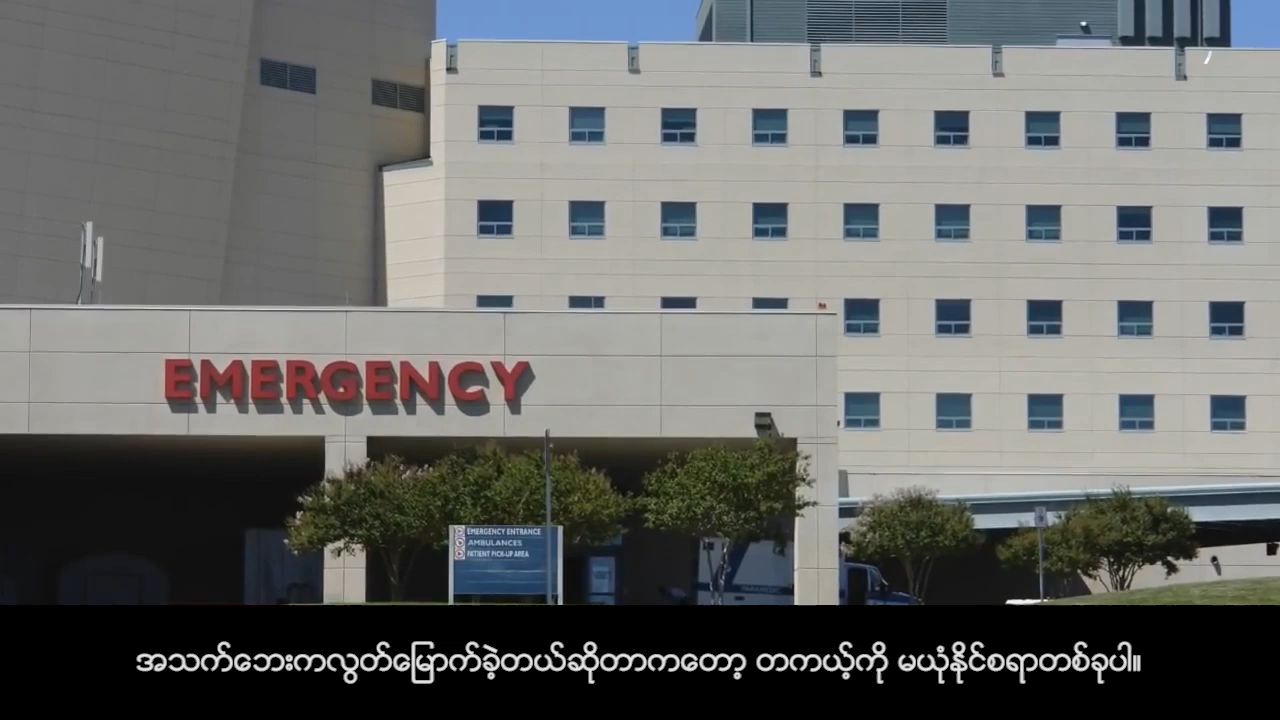 EMERGENCY
EMERGENCY ENTRANCE
AMBULANCES
PATIENT PICK-UP AREA
အသက်ဘေးကလွတ်မြောက်ခဲ့တယ်ဆိုတာကတော့ တကယ့်ကို မယုံနိုင်စရာတစ်ခုပါ။